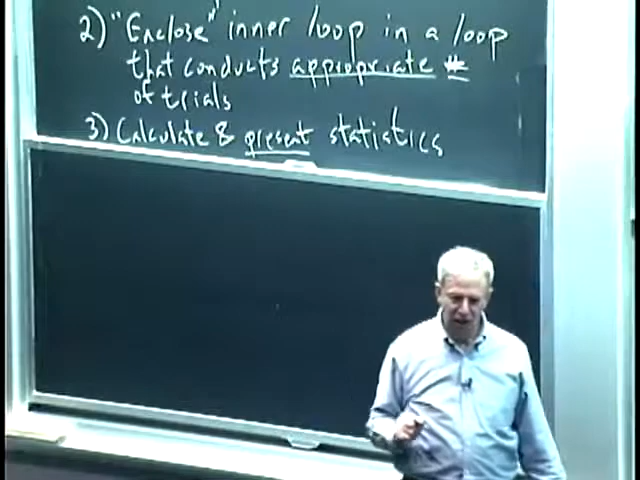 2) "Enclose" inner loop in a loop
that conducts appropriate #
of trials
3) Calculate & present statistics